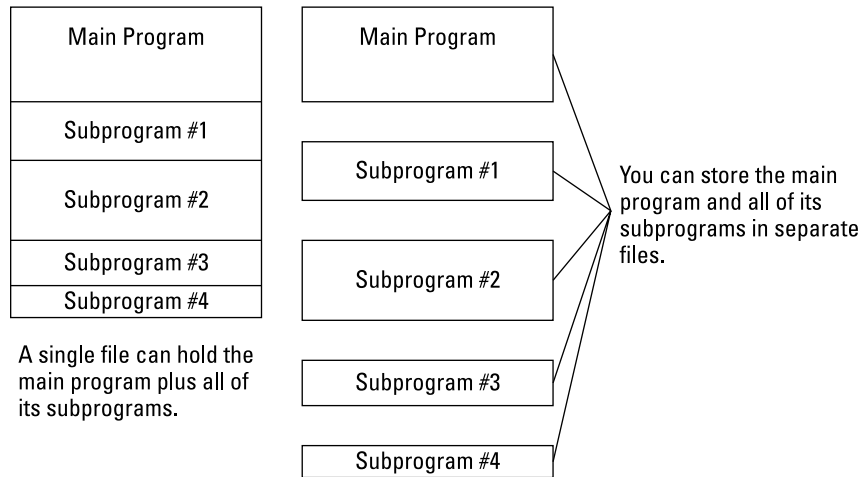 Main Program
Subprogram #1
Subprogram #2
Subprogram #3
Subprogram #4
A single file can hold the
main program plus all of
its subprograms.
Main Program
Subprogram #1
Subprogram #2
Subprogram #3
Subprogram #4
You can store the main
program and all of its
subprograms in separate
files.